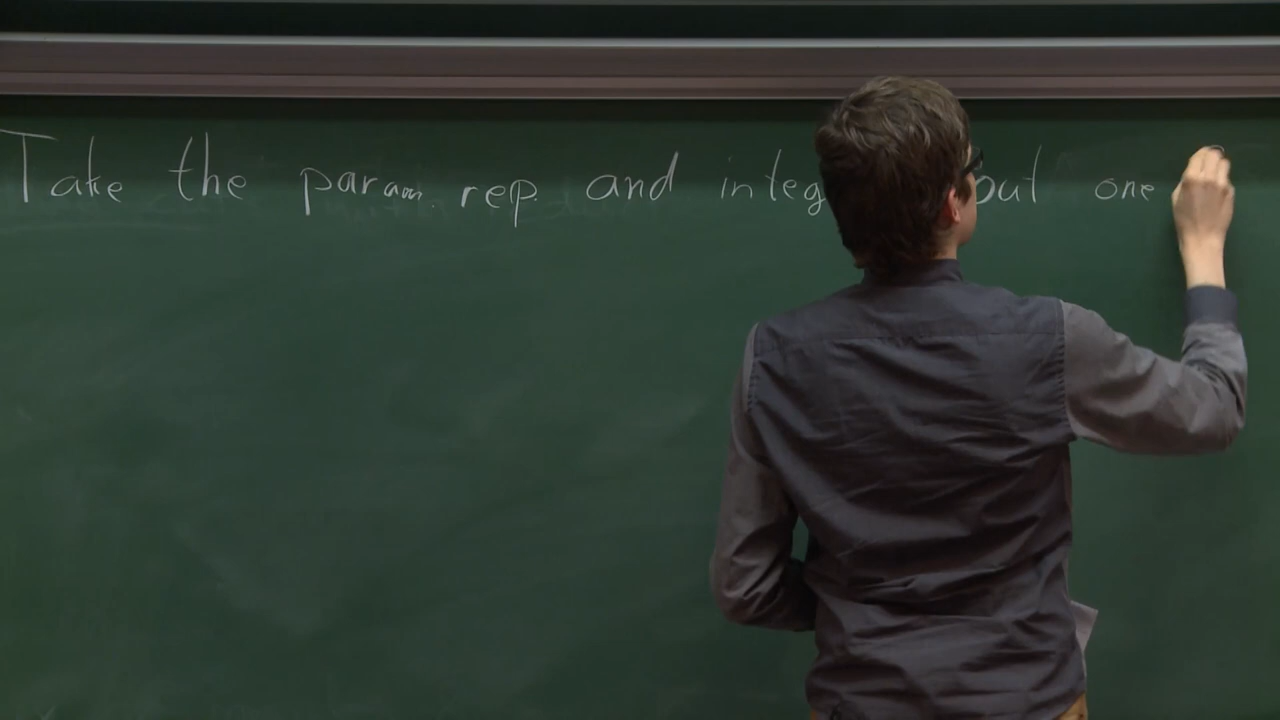 Take the param. rep. and integ out one